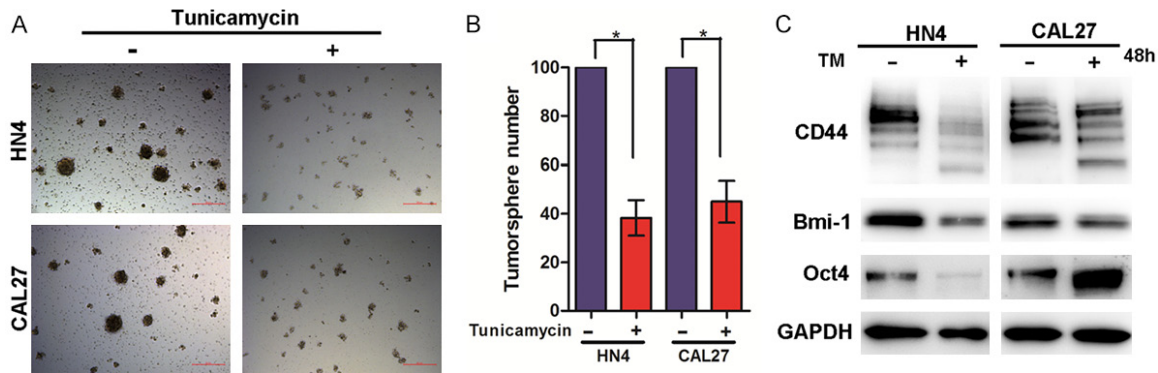 A
Tunicamycin
- +
HN4
CAL27
B
* *
Tumorsphere number
100
80
60
40
20
0
Tunicamycin - + - +
HN4 CAL27
C
HN4 CAL27
TM - + - + 48h
CD44
Bmi-1
Oct4
GAPDH